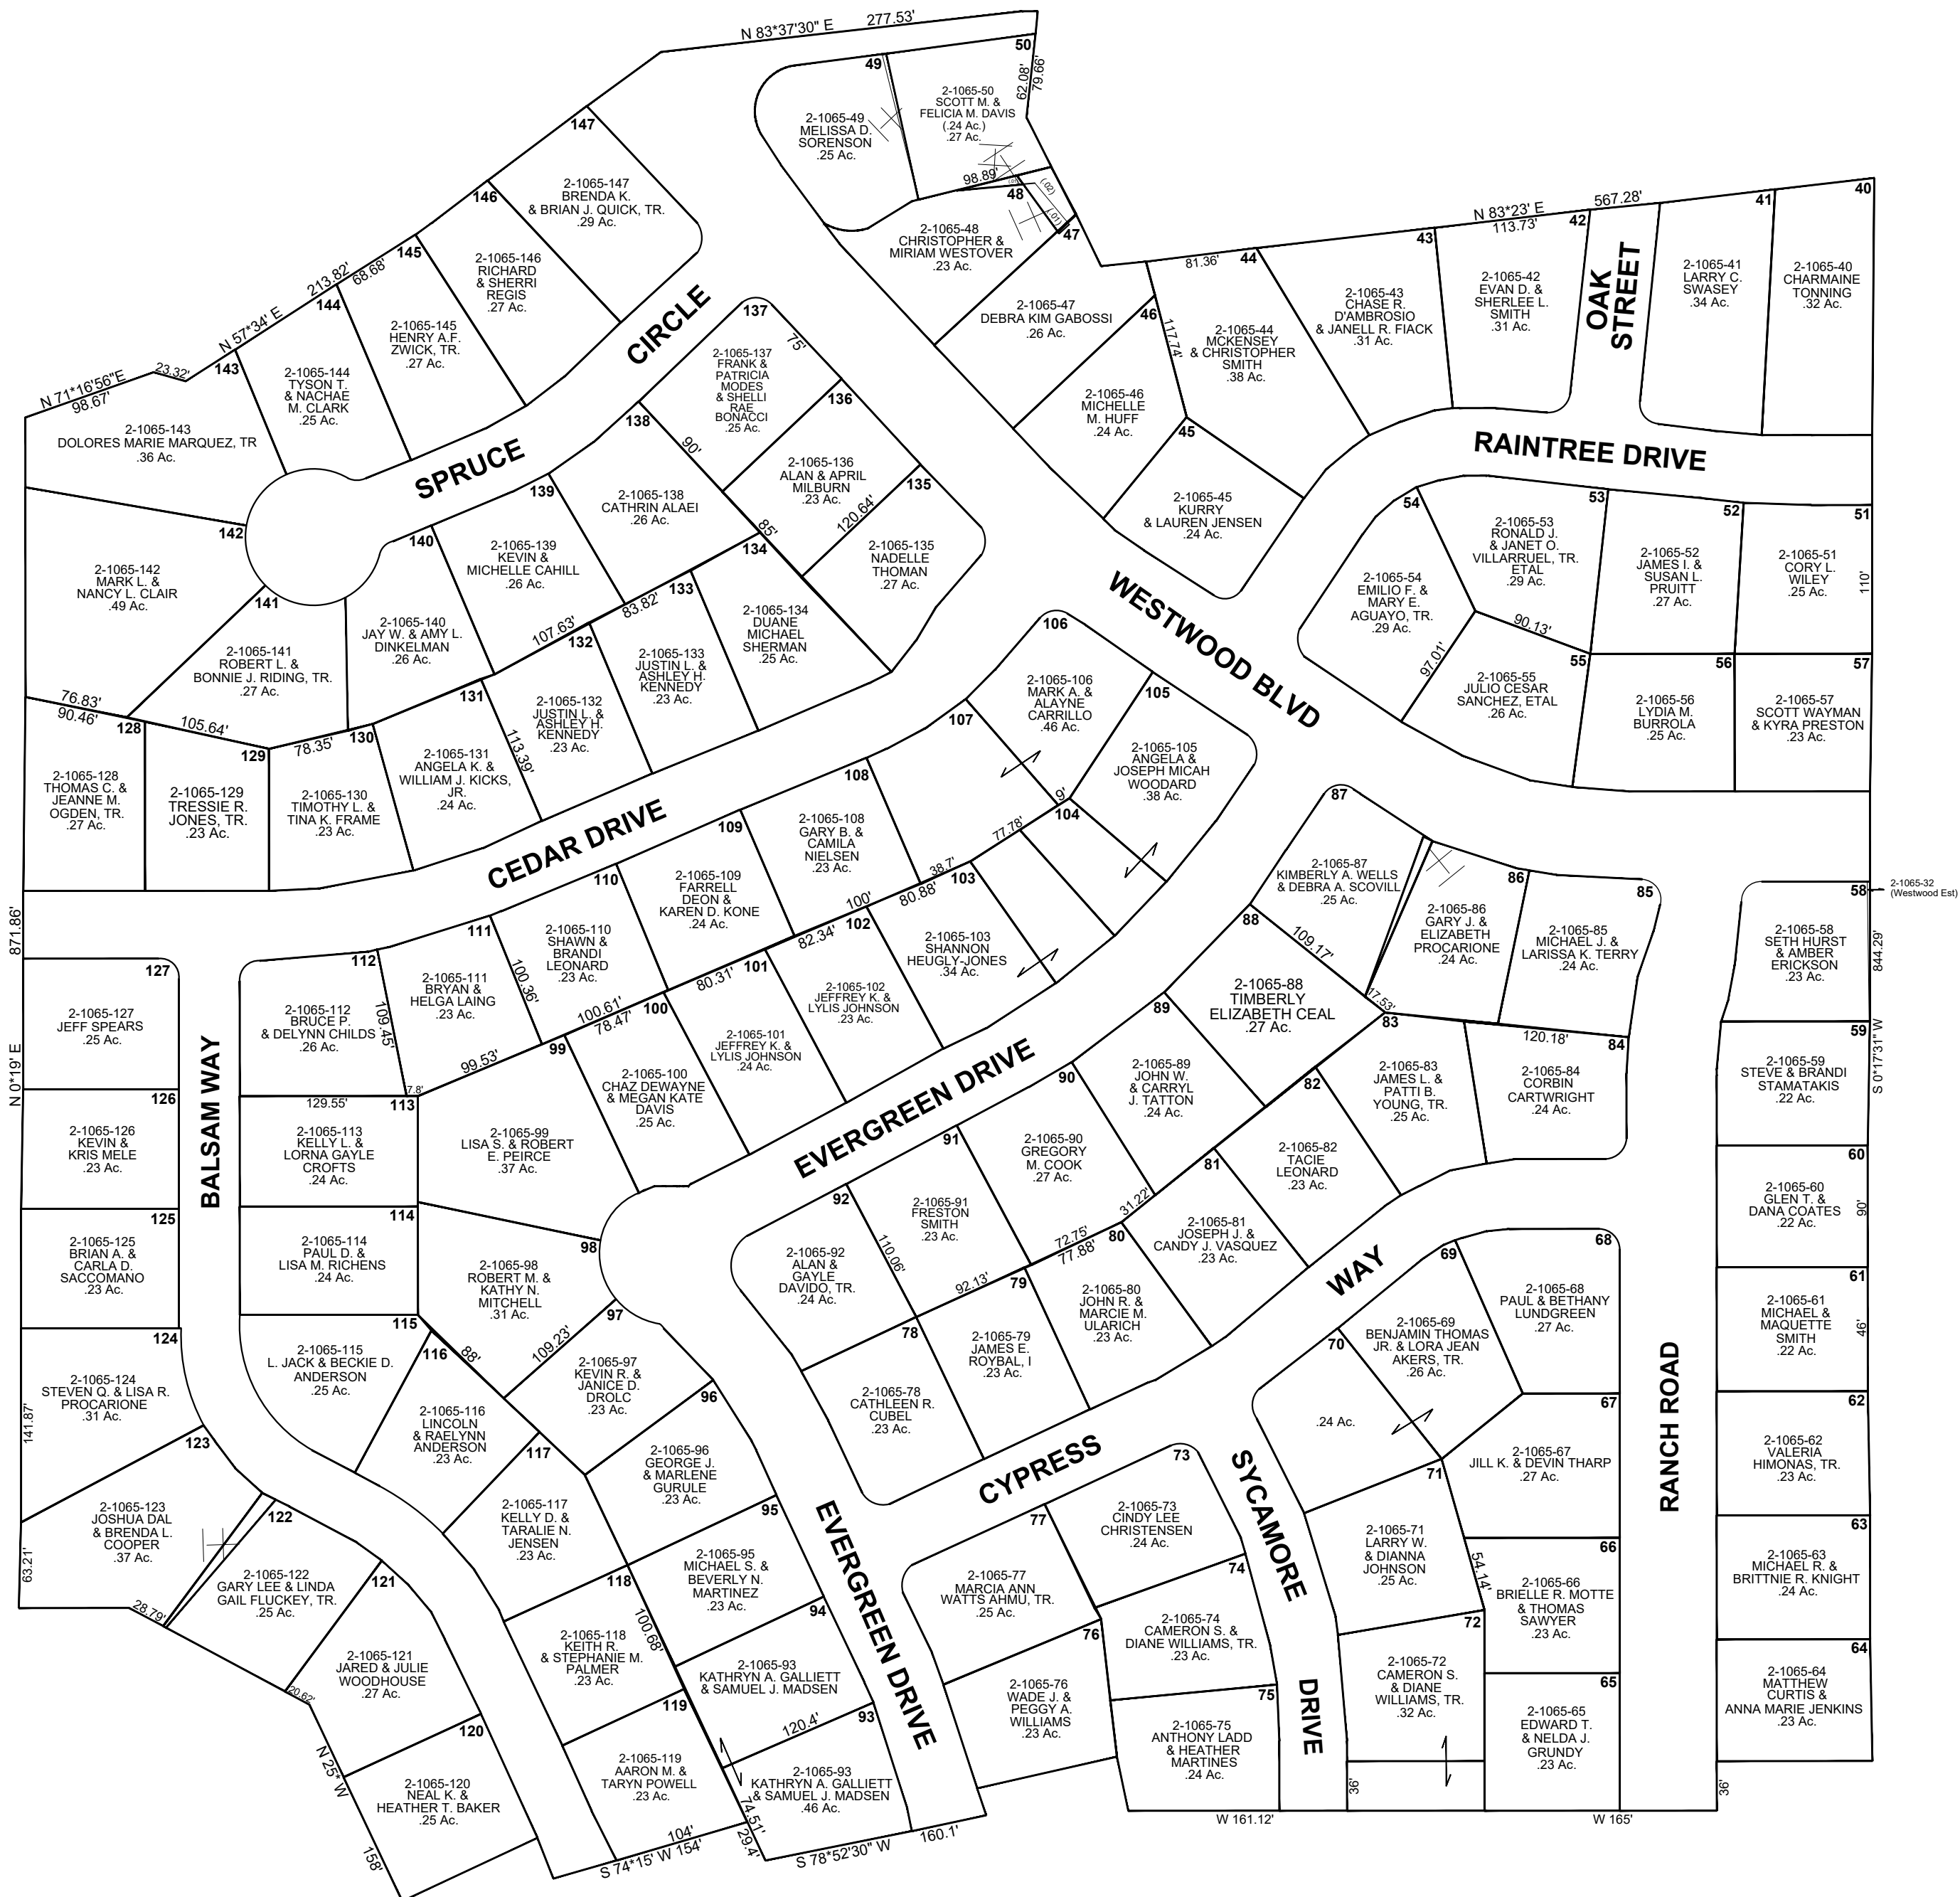 N 83*37'30" E
277.53'
50
49
62.08'
79.66'
2-1065-50
SCOTT M. &
FELICIA M. DAVIS
(.24 Ac.)
.27 Ac.
2-1065-49
MELISSA D.
SORENSON
.25 Ac.
98.89'
48
(.02)
(.01)
47
2-1065-48
CHRISTOPHER &
MIRIAM WESTOVER
.23 Ac.
147
2-1065-147
BRENDA K.
& BRIAN J. QUICK, TR.
.29 Ac.
146
2-1065-146
RICHARD
& SHERRI
REGIS
.27 Ac.
145
213.82'
68.68'
2-1065-145
HENRY A.F.
ZWICK, TR.
.27 Ac.
144
N 57*34' E
2-1065-144
TYSON T.
& NACHAE
M. CLARK
.25 Ac.
143
23.32'
N 71*16'56"E
98.67'
2-1065-143
DOLORES MARIE MARQUEZ, TR
.36 Ac.
40
41
567.28'
N 83*23' E
42
113.73'
43
44
81.36'
2-1065-40
CHARMAINE
TONNING
.32 Ac.
2-1065-41
LARRY C.
SWASEY
.34 Ac.
OAK
STREET
2-1065-42
EVAN D. &
SHERLEE L.
SMITH
.31 Ac.
2-1065-43
CHASE R.
D'AMBROSIO
& JANELL R. FIACK
.31 Ac.
2-1065-44
MCKENSEY
& CHRISTOPHER
SMITH
.38 Ac.
117.74'
46
2-1065-47
DEBRA KIM GABOSSI
.26 Ac.
2-1065-46
MICHELLE
M. HUFF
.24 Ac.
45
2-1065-45
KURRY
& LAUREN JENSEN
.24 Ac.
RAINTREE DRIVE
SPRUCE
CIRCLE
137
75'
2-1065-137
FRANK &
PATRICIA
MODES
& SHELLI
RAE
BONACCI
.25 Ac.
138
90'
136
2-1065-136
ALAN & APRIL
MILBURN
.23 Ac.
135
120.64'
85'
2-1065-135
NADELLE
THOMAN
.27 Ac.
2-1065-138
CATHRIN ALAEI
.26 Ac.
139
2-1065-139
KEVIN &
MICHELLE CAHILL
.26 Ac.
140
2-1065-140
JAY W. & AMY L.
DINKELMAN
.26 Ac.
142
2-1065-142
MARK L. &
NANCY L. CLAIR
.49 Ac.
141
2-1065-141
ROBERT L. &
BONNIE J. RIDING, TR.
.27 Ac.
134
2-1065-134
DUANE
MICHAEL
SHERMAN
.25 Ac.
133
83.82'
2-1065-133
JUSTIN L. &
ASHLEY H.
KENNEDY
.23 Ac.
132
107.63'
2-1065-132
JUSTIN L. &
ASHLEY H.
KENNEDY
.23 Ac.
131
113.39'
2-1065-131
ANGELA K. &
WILLIAM J. KICKS,
JR.
.24 Ac.
130
78.35'
2-1065-130
TIMOTHY L. &
TINA K. FRAME
.23 Ac.
129
105.64'
2-1065-129
TRESSIE R.
JONES, TR.
.23 Ac.
128
76.83'
90.46'
2-1065-128
THOMAS C. &
JEANNE M.
OGDEN, TR.
.27 Ac.
WESTWOOD BLVD
54
2-1065-54
EMILIO F. &
MARY E.
AGUAYO, TR.
.29 Ac.
53
2-1065-53
RONALD J.
& JANET O.
VILLARRUEL, TR.
ETAL
.29 Ac.
52
2-1065-52
JAMES I. &
SUSAN L.
PRUITT
.27 Ac.
51
2-1065-51
CORY L.
WILEY
.25 Ac.
110'
90.13'
97.01'
55
2-1065-55
JULIO CESAR
SANCHEZ, ETAL
.26 Ac.
56
2-1065-56
LYDIA M.
BURROLA
.25 Ac.
57
2-1065-57
SCOTT WAYMAN
& KYRA PRESTON
.23 Ac.
106
2-1065-106
MARK A. &
ALAYNE
CARRILLO
.46 Ac.
105
2-1065-105
ANGELA &
JOSEPH MICAH
WOODARD
.38 Ac.
9'
104
77.78'
107
108
2-1065-108
GARY B. &
CAMILA
NIELSEN
.23 Ac.
38.7'
103
80.88'
100'
2-1065-103
SHANNON
HEUGLY-JONES
.34 Ac.
CEDAR DRIVE
109
2-1065-109
FARRELL
DEON &
KAREN D. KONE
.24 Ac.
102
82.34'
2-1065-102
JEFFREY K. &
LYLIS JOHNSON
.23 Ac.
110
2-1065-110
SHAWN &
BRANDI
LEONARD
.23 Ac.
101
80.31'
2-1065-101
JEFFREY K. &
LYLIS JOHNSON
.24 Ac.
111
100.36'
2-1065-111
BRYAN &
HELGA LAING
.23 Ac.
100.61'
78.47'
100
2-1065-100
CHAZ DEWAYNE
& MEGAN KATE
DAVIS
.25 Ac.
112
109.45'
2-1065-112
BRUCE P.
& DELYNN CHILDS
.26 Ac.
99
99.53'
7.8'
2-1065-99
LISA S. & ROBERT
E. PEIRCE
.37 Ac.
871.86'
N 0*19' E
127
2-1065-127
JEFF SPEARS
.25 Ac.
126
2-1065-126
KEVIN &
KRIS MELE
.23 Ac.
125
2-1065-125
BRIAN A. &
CARLA D.
SACCOMANO
.23 Ac.
124
2-1065-124
STEVEN Q. & LISA R.
PROCARIONE
.31 Ac.
141.87'
BALSAM WAY
129.55'
113
2-1065-113
KELLY L. &
LORNA GAYLE
CROFTS
.24 Ac.
114
2-1065-114
PAUL D. &
LISA M. RICHENS
.24 Ac.
115
2-1065-115
L. JACK & BECKIE D.
ANDERSON
.25 Ac.
116
88'
2-1065-116
LINCOLN
& RAELYNN
ANDERSON
.23 Ac.
98
2-1065-98
ROBERT M. &
KATHY N.
MITCHELL
.31 Ac.
97
109.23'
2-1065-97
KEVIN R. &
JANICE D.
DROLC
.23 Ac.
96
2-1065-96
GEORGE J.
& MARLENE
GURULE
.23 Ac.
117
2-1065-117
KELLY D. &
TARALIE N.
JENSEN
.23 Ac.
123
2-1065-123
JOSHUA DAL
& BRENDA L.
COOPER
.37 Ac.
63.21'
28.79'
122
2-1065-122
GARY LEE & LINDA
GAIL FLUCKEY, TR.
.25 Ac.
121
2-1065-121
JARED & JULIE
WOODHOUSE
.27 Ac.
20.62'
N 25* W
158'
120
2-1065-120
NEAL K. &
HEATHER T. BAKER
.25 Ac.
118
100.68'
2-1065-118
KEITH R.
& STEPHANIE M.
PALMER
.23 Ac.
119
2-1065-119
AARON M. &
TARYN POWELL
.23 Ac.
104'
S 74*15' W 154'
95
2-1065-95
MICHAEL S. &
BEVERLY N.
MARTINEZ
.23 Ac.
94
2-1065-93
KATHRYN A. GALLIETT
& SAMUEL J. MADSEN
120.4'
93
2-1065-93
KATHRYN A. GALLIETT
& SAMUEL J. MADSEN
.46 Ac.
74.51'
29.4'
S 78*52'30" W
160.1'
EVERGREEN DRIVE
EVERGREEN DRIVE
87
2-1065-87
KIMBERLY A. WELLS
& DEBRA A. SCOVILL
.25 Ac.
86
2-1065-86
GARY J. &
ELIZABETH
PROCARIONE
.24 Ac.
85
2-1065-85
MICHAEL J. &
LARISSA K. TERRY
.24 Ac.
88
109.17'
17.53'
2-1065-88
TIMBERLY
ELIZABETH CEAL
.27 Ac.
89
2-1065-89
JOHN W.
& CARRYL
J. TATTON
.24 Ac.
83
2-1065-83
JAMES L. &
PATTI B.
YOUNG, TR.
.25 Ac.
120.18'
84
2-1065-84
CORBIN
CARTWRIGHT
.24 Ac.
82
2-1065-82
TACIE
LEONARD
.23 Ac.
90
2-1065-90
GREGORY
M. COOK
.27 Ac.
81
31.22'
2-1065-81
JOSEPH J. &
CANDY J. VASQUEZ
.23 Ac.
91
2-1065-91
FRESTON
SMITH
.23 Ac.
72.75'
77.88'
80
2-1065-80
JOHN R. &
MARCIE M.
ULARICH
.23 Ac.
92
110.06'
2-1065-92
ALAN &
GAYLE
DAVIDO, TR.
.24 Ac.
92.13'
79
2-1065-79
JAMES E.
ROYBAL, I
.23 Ac.
78
2-1065-78
CATHLEEN R.
CUBEL
.23 Ac.
CYPRESS
WAY
58
2-1065-32
(Westwood Est)
2-1065-58
SETH HURST
& AMBER
ERICKSON
.23 Ac.
844.29'
S 0*17'31" W
59
2-1065-59
STEVE & BRANDI
STAMATAKIS
.22 Ac.
60
2-1065-60
GLEN T. &
DANA COATES
.22 Ac.
90'
61
2-1065-61
MICHAEL &
MAQUETTE
SMITH
.22 Ac.
46'
62
2-1065-62
VALERIA
HIMONAS, TR.
.23 Ac.
63
2-1065-63
MICHAEL R. &
BRITTNIE R. KNIGHT
.24 Ac.
64
2-1065-64
MATTHEW
CURTIS &
ANNA MARIE JENKINS
.23 Ac.
36'
RANCH ROAD
68
2-1065-68
PAUL & BETHANY
LUNDGREEN
.27 Ac.
69
2-1065-69
BENJAMIN THOMAS
JR. & LORA JEAN
AKERS, TR.
.26 Ac.
70
.24 Ac.
67
2-1065-67
JILL K. & DEVIN THARP
.27 Ac.
71
2-1065-71
LARRY W.
& DIANNA
JOHNSON
.25 Ac.
54.14'
66
2-1065-66
BRIELLE R. MOTTE
& THOMAS
SAWYER
.23 Ac.
72
2-1065-72
CAMERON S.
& DIANE
WILLIAMS, TR.
.32 Ac.
65
2-1065-65
EDWARD T.
& NELDA J.
GRUNDY
.23 Ac.
36'
W 165'
SYCAMORE
DRIVE
73
2-1065-73
CINDY LEE
CHRISTENSEN
.24 Ac.
77
2-1065-77
MARCIA ANN
WATTS AHMU, TR.
.25 Ac.
74
2-1065-74
CAMERON S. &
DIANE WILLIAMS, TR.
.23 Ac.
76
2-1065-76
WADE J. &
PEGGY A.
WILLIAMS
.23 Ac.
75
2-1065-75
ANTHONY LADD
& HEATHER
MARTINES
.24 Ac.
W 161.12'